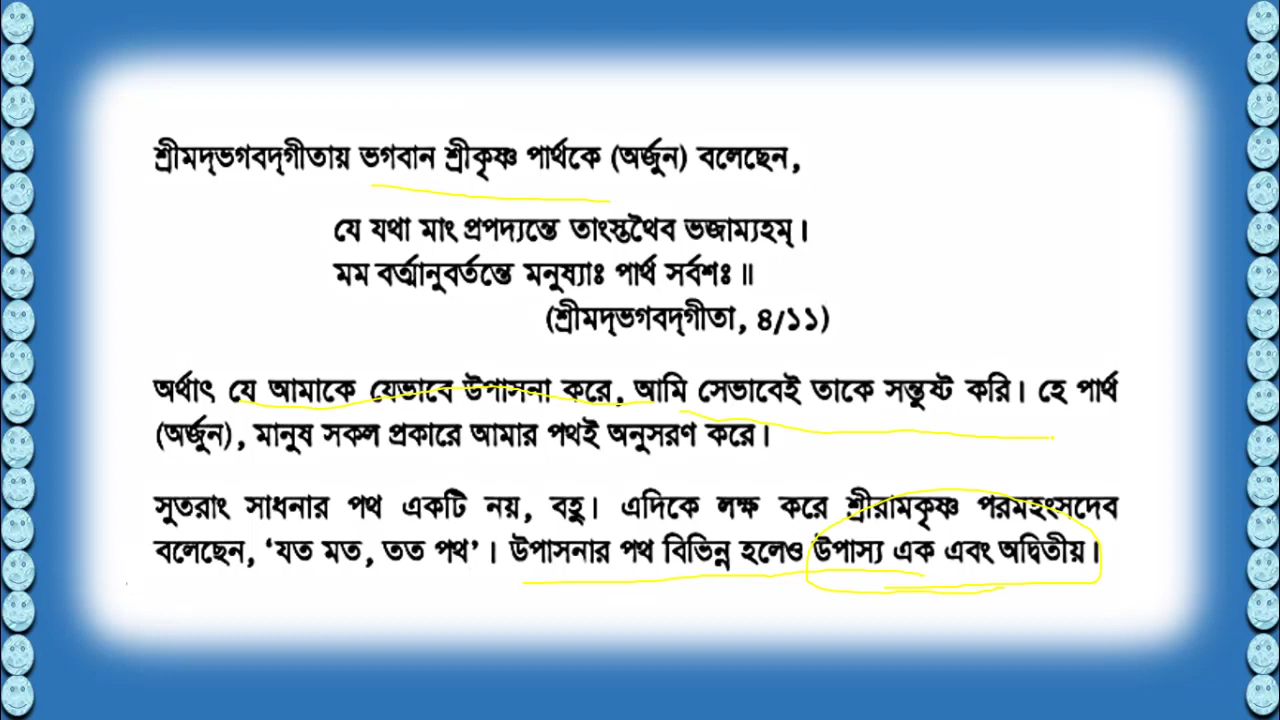 শ্রীমদ্‌ভগবদ্‌গীতায় ভগবান শ্রীকৃষ্ণ পার্থকে (অর্জুন) বলেছেন,
যে যথা মাং প্রপদ্যন্তে তাংস্তথৈব ভজাম্যহম্।
মম বর্ত্মানুবর্তন্তে মনুষ্যাঃ পার্থ সর্বশঃ॥
(শ্রীমদ্‌ভগবদ্‌গীতা, ৪/১১)
অর্থাৎ যে আমাকে যেভাবে উপাসনা করে, আমি সেভাবেই তাকে সন্তুষ্ট করি। হে পার্থ
(অর্জুন), মানুষ সকল প্রকারে আমার পথই অনুসরণ করে।
সুতরাং সাধনার পথ একটি নয়, বহু। এদিকে লক্ষ করে শ্রীরামকৃষ্ণ পরমহংসদেব
বলেছেন, ‘যত মত, তত পথ’। উপাসনার পথ বিভিন্ন হলেও উপাস্য এক এবং অদ্বিতীয়।